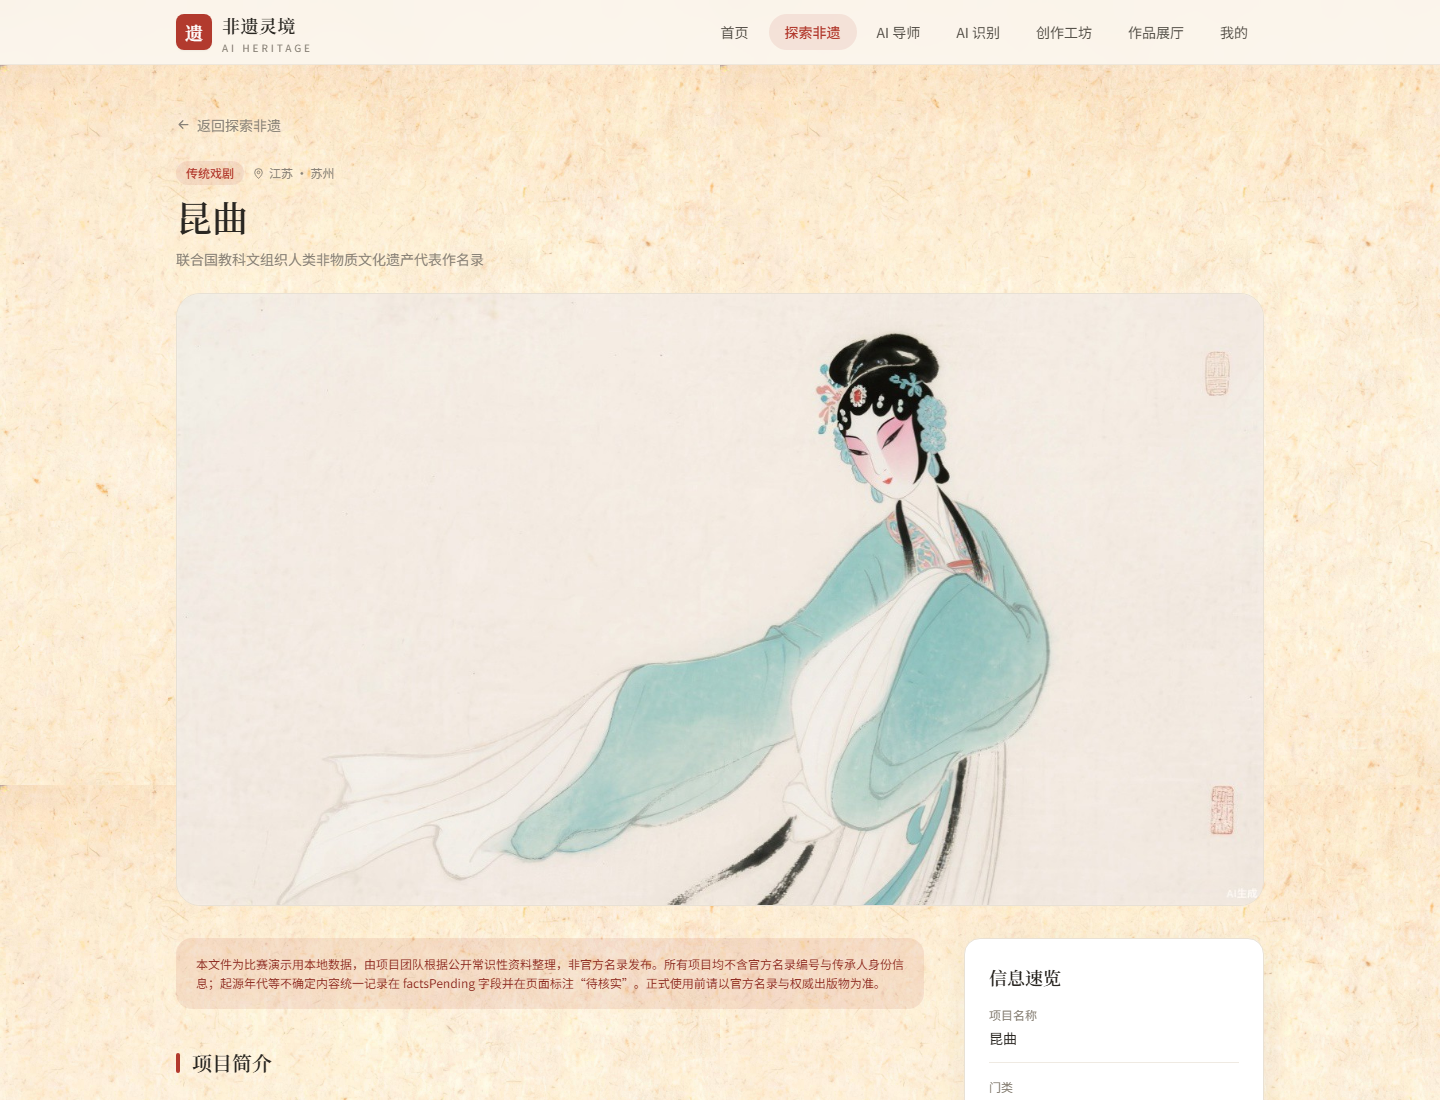 遗
非遗灵境
AI HERITAGE
首页
探索非遗
AI 导师
AI 识别
创作工坊
作品展厅
我的
返回探索非遗
传统戏剧
江苏 · 苏州
昆曲
联合国教科文组织人类非物质文化遗产代表作名录
AI生成
本文件为比赛演示用本地数据，由项目团队根据公开常识性资料整理，非官方名录发布。所有项目均不含官方名录编号与传承人身份信
息；起源年代等不确定内容统一记录在 factsPending 字段并在页面标注“待核实”。正式使用前请以官方名录与权威出版物为准。
项目简介
信息速览
项目名称
昆曲
门类